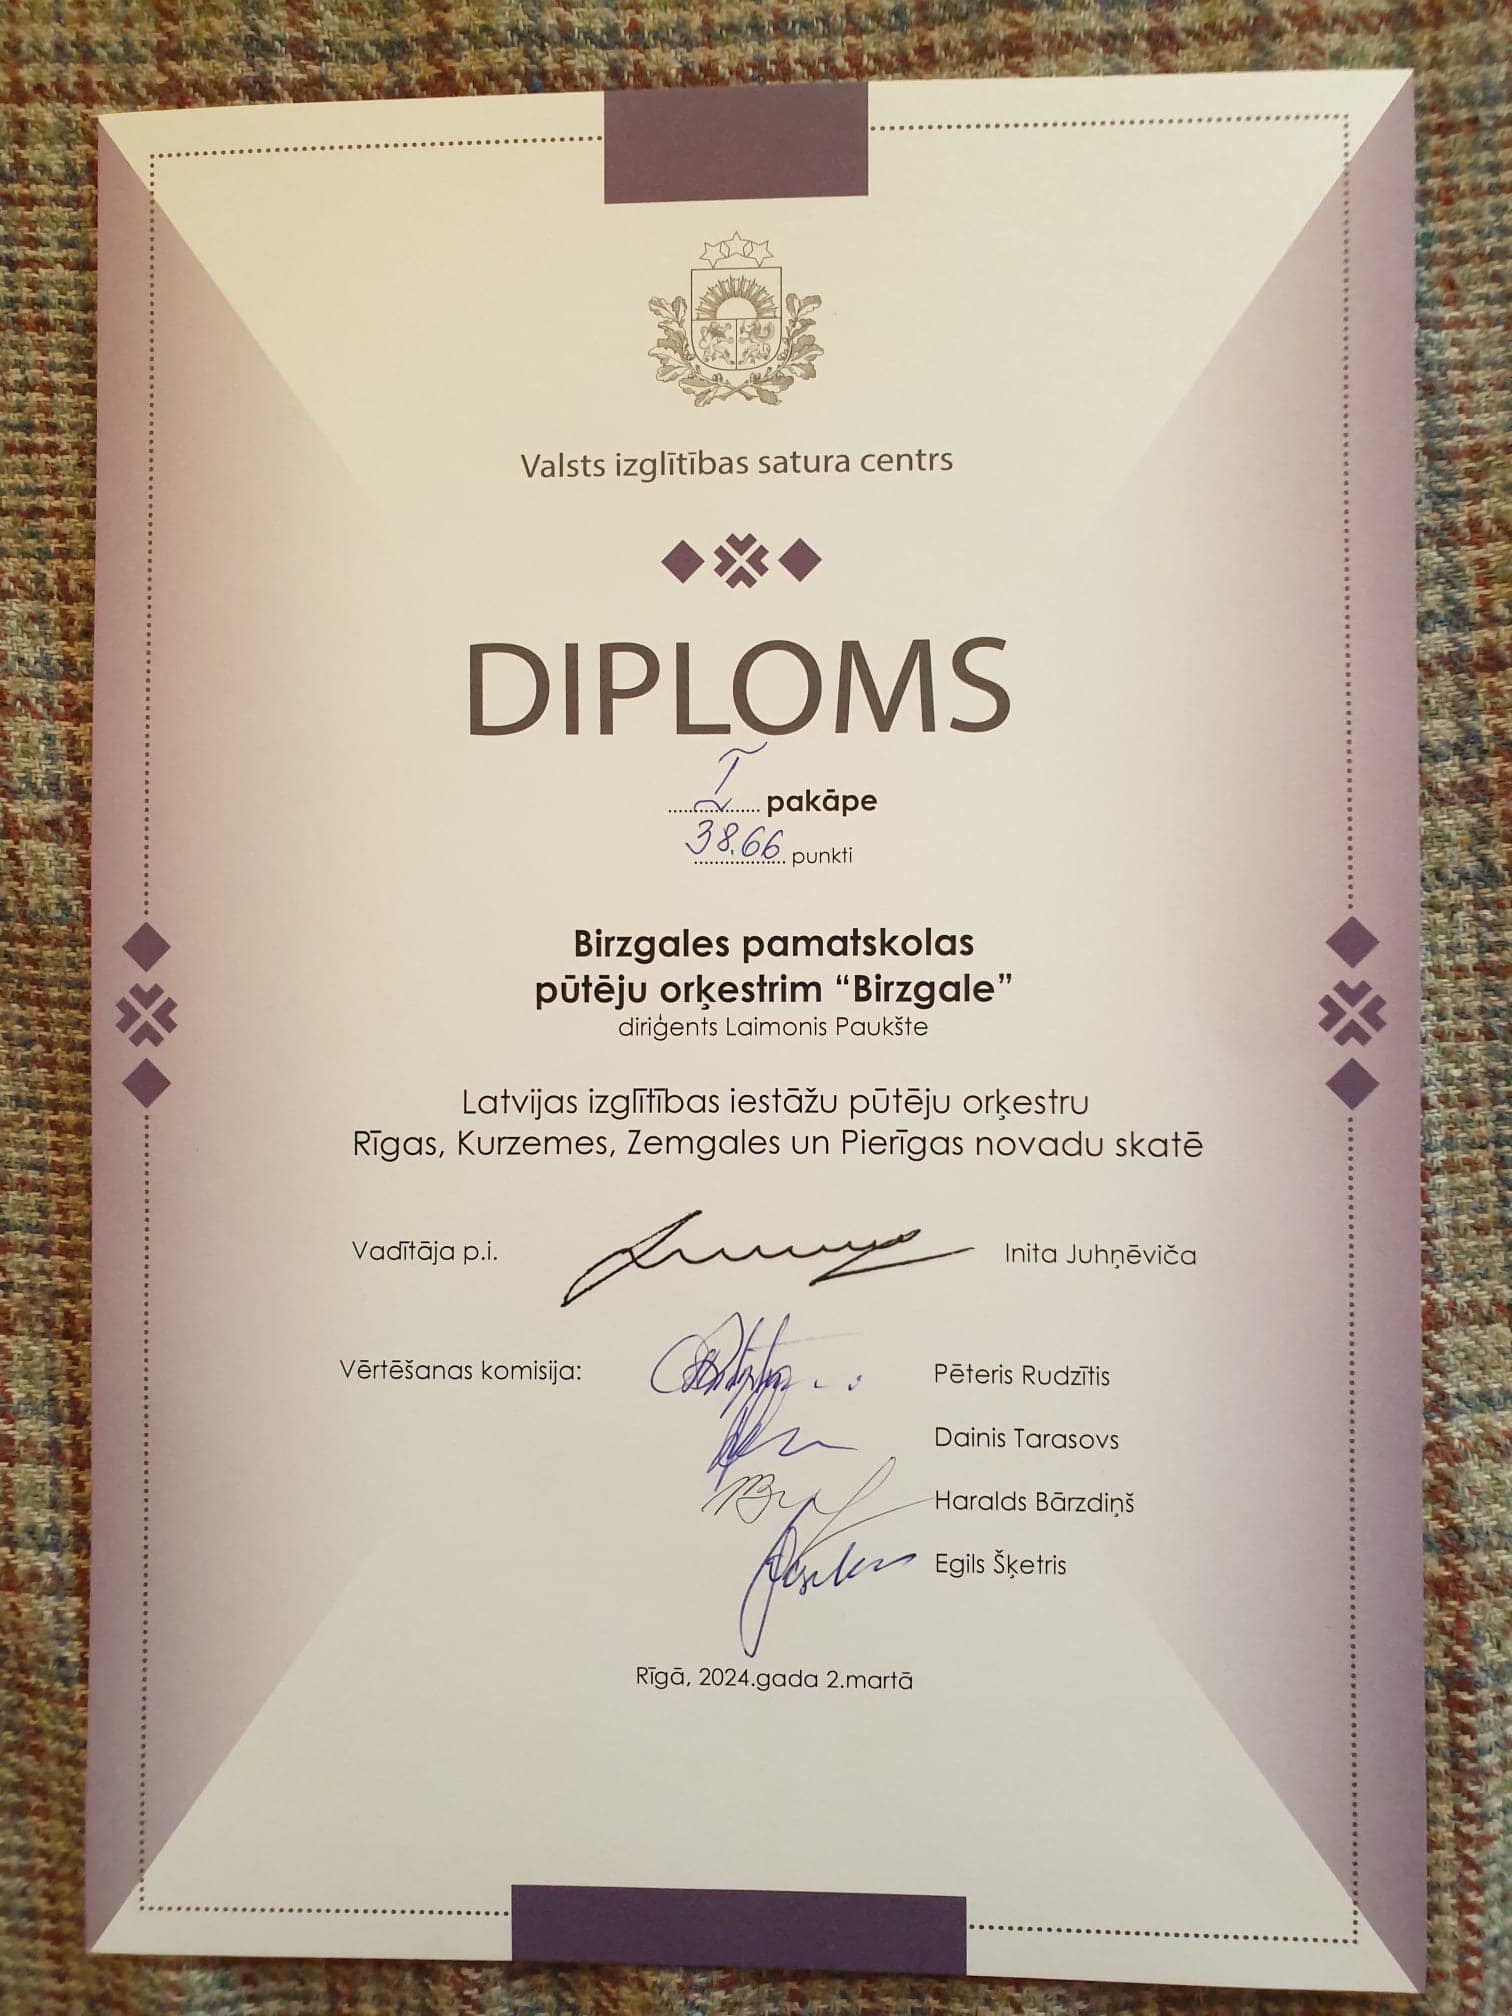 Valsts izglītības satura centrs
DIPLOMS
I pakāpe
38.66 punkti
Birzgales pamatskolas
pūtēju orķestrim “Birzgale”
diriģents Laimonis Paukšte
Latvijas izglītības iestāžu pūtēju orķestru
Rīgas, Kurzemes, Zemgales un Pierīgas novadu skatē
Vadītāja p.i. Inita Juhņēviča
Vērtēšanas komisija: Pēteris Rudzītis
Dainis Tarasovs
Haralds Bārzdiņš
Egils Šķetris
Rīgā, 2024.gada 2.martā